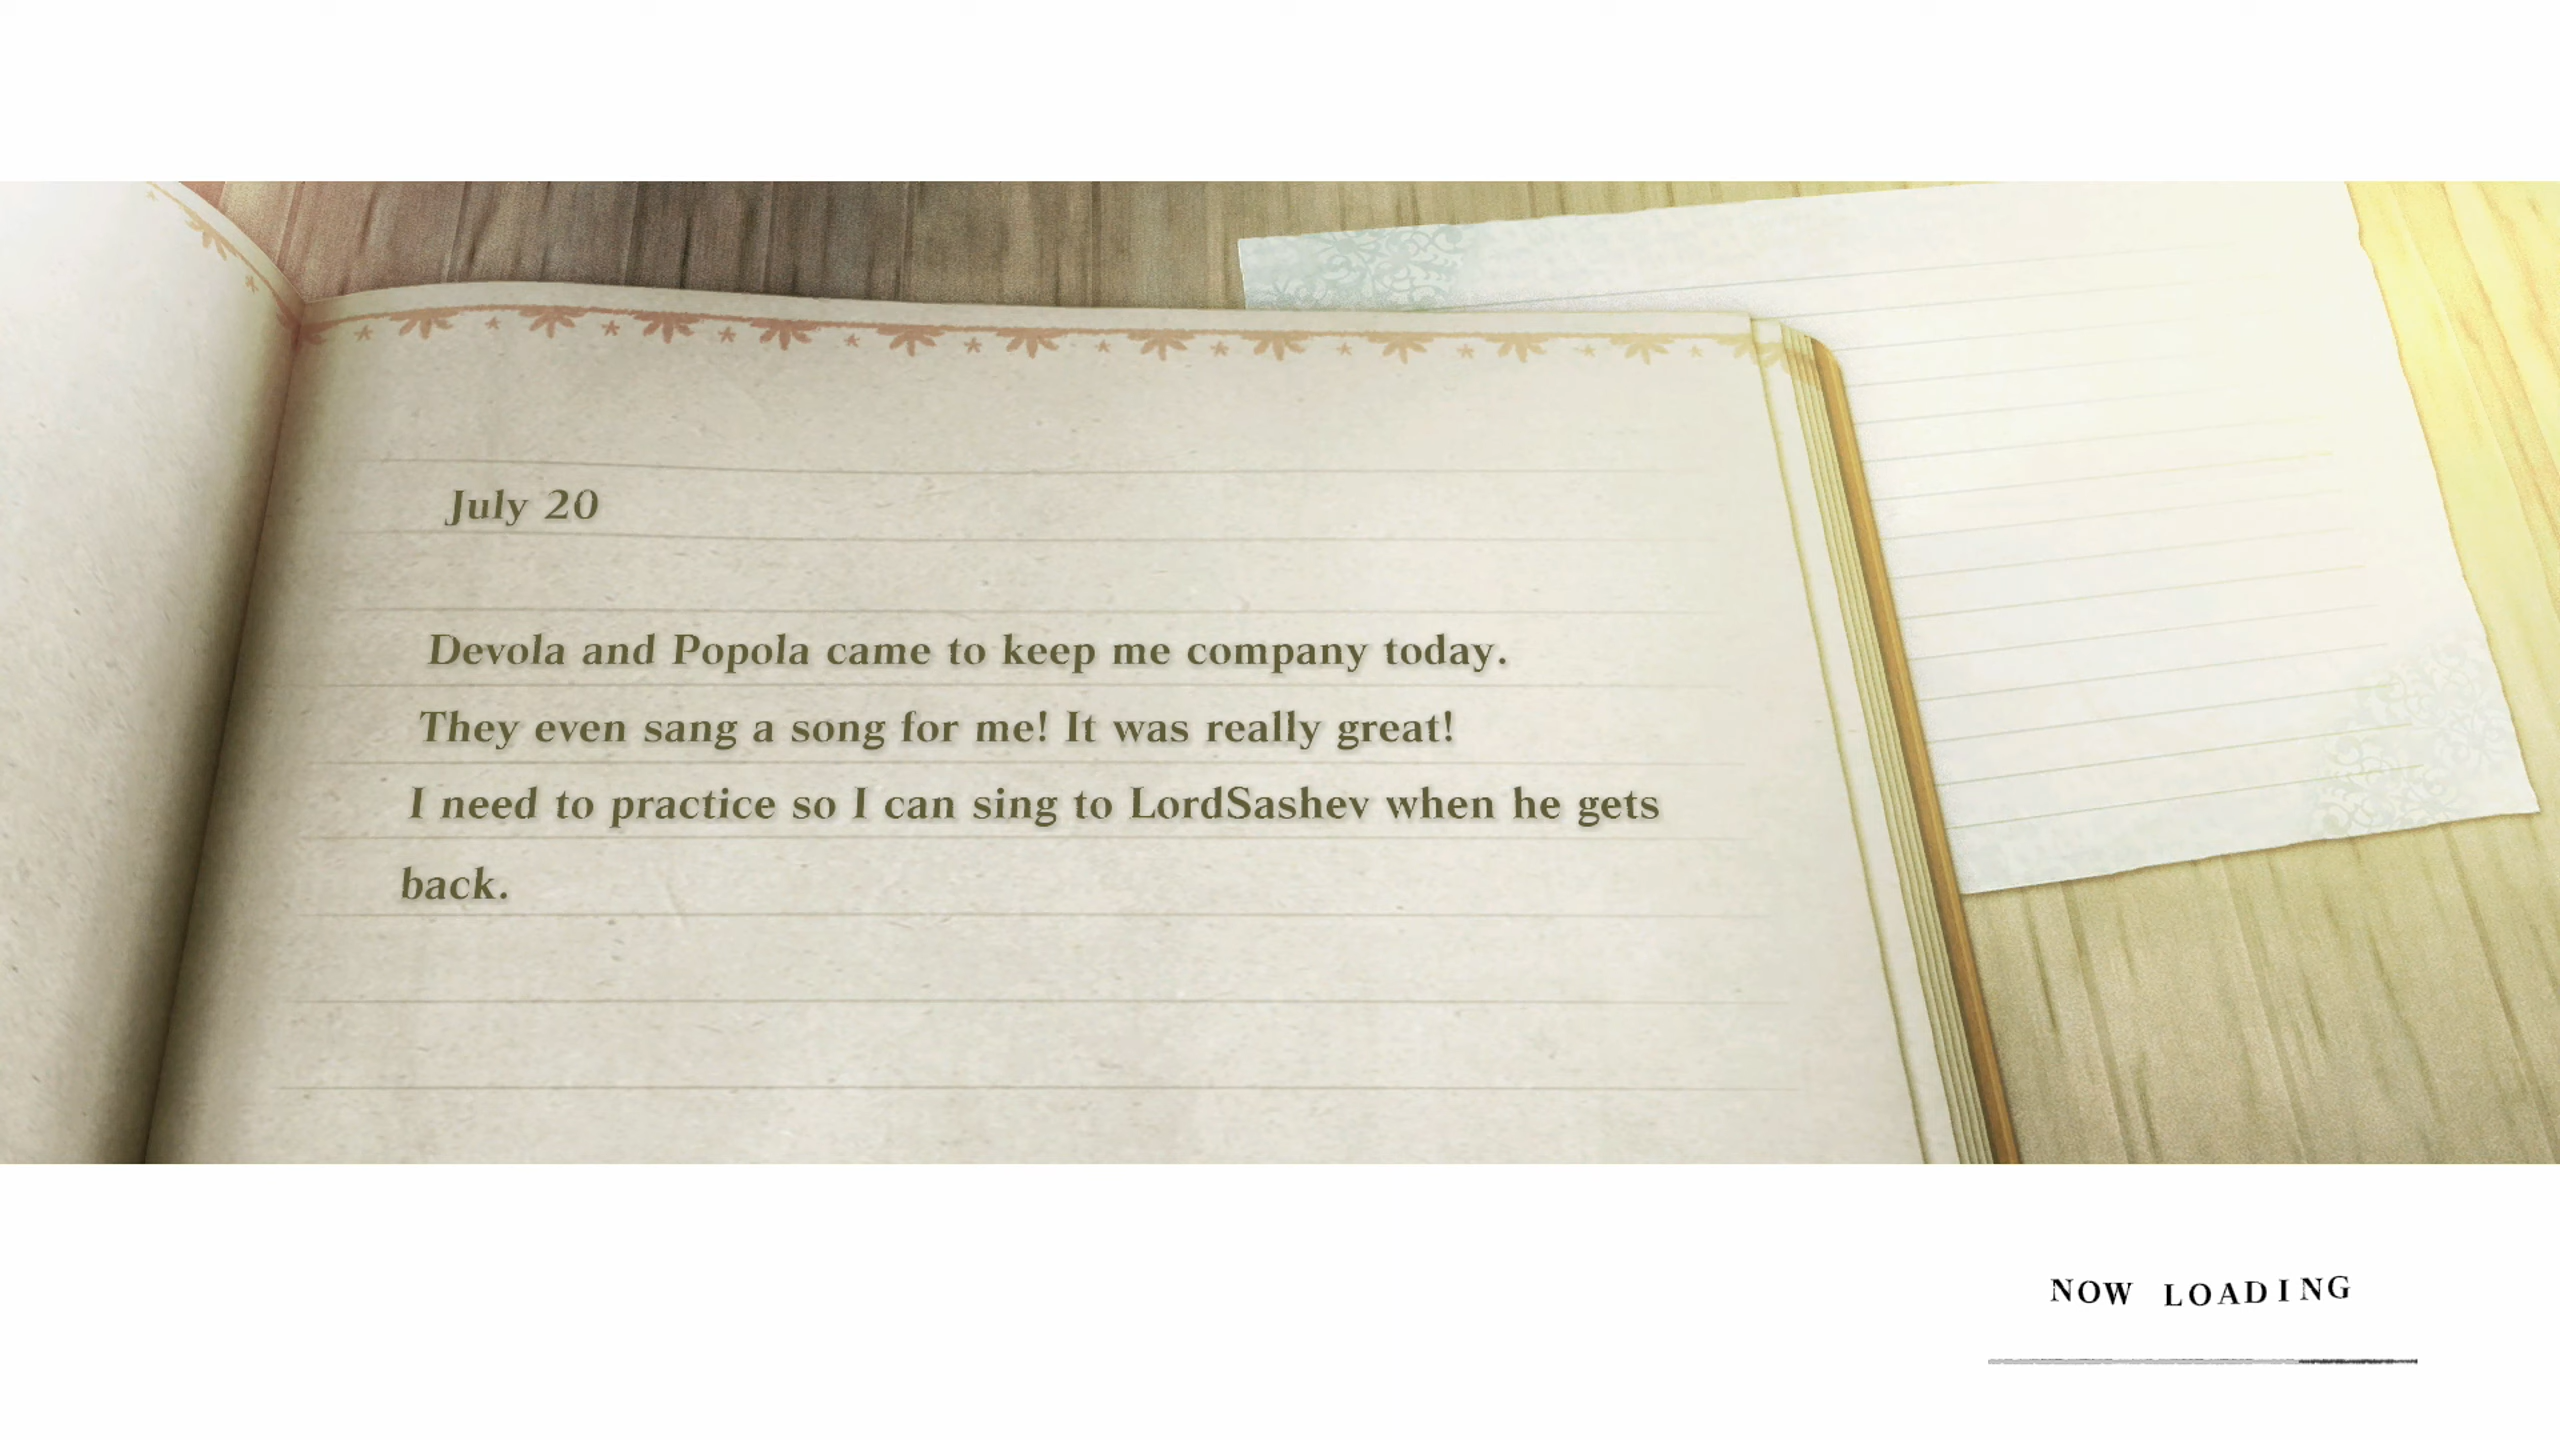 July 20
Devola and Popola came to keep me company today.
They even sang a song for me! It was really great!
I need to practice so I can sing to LordSashev when he gets
back.
NOW LOADING